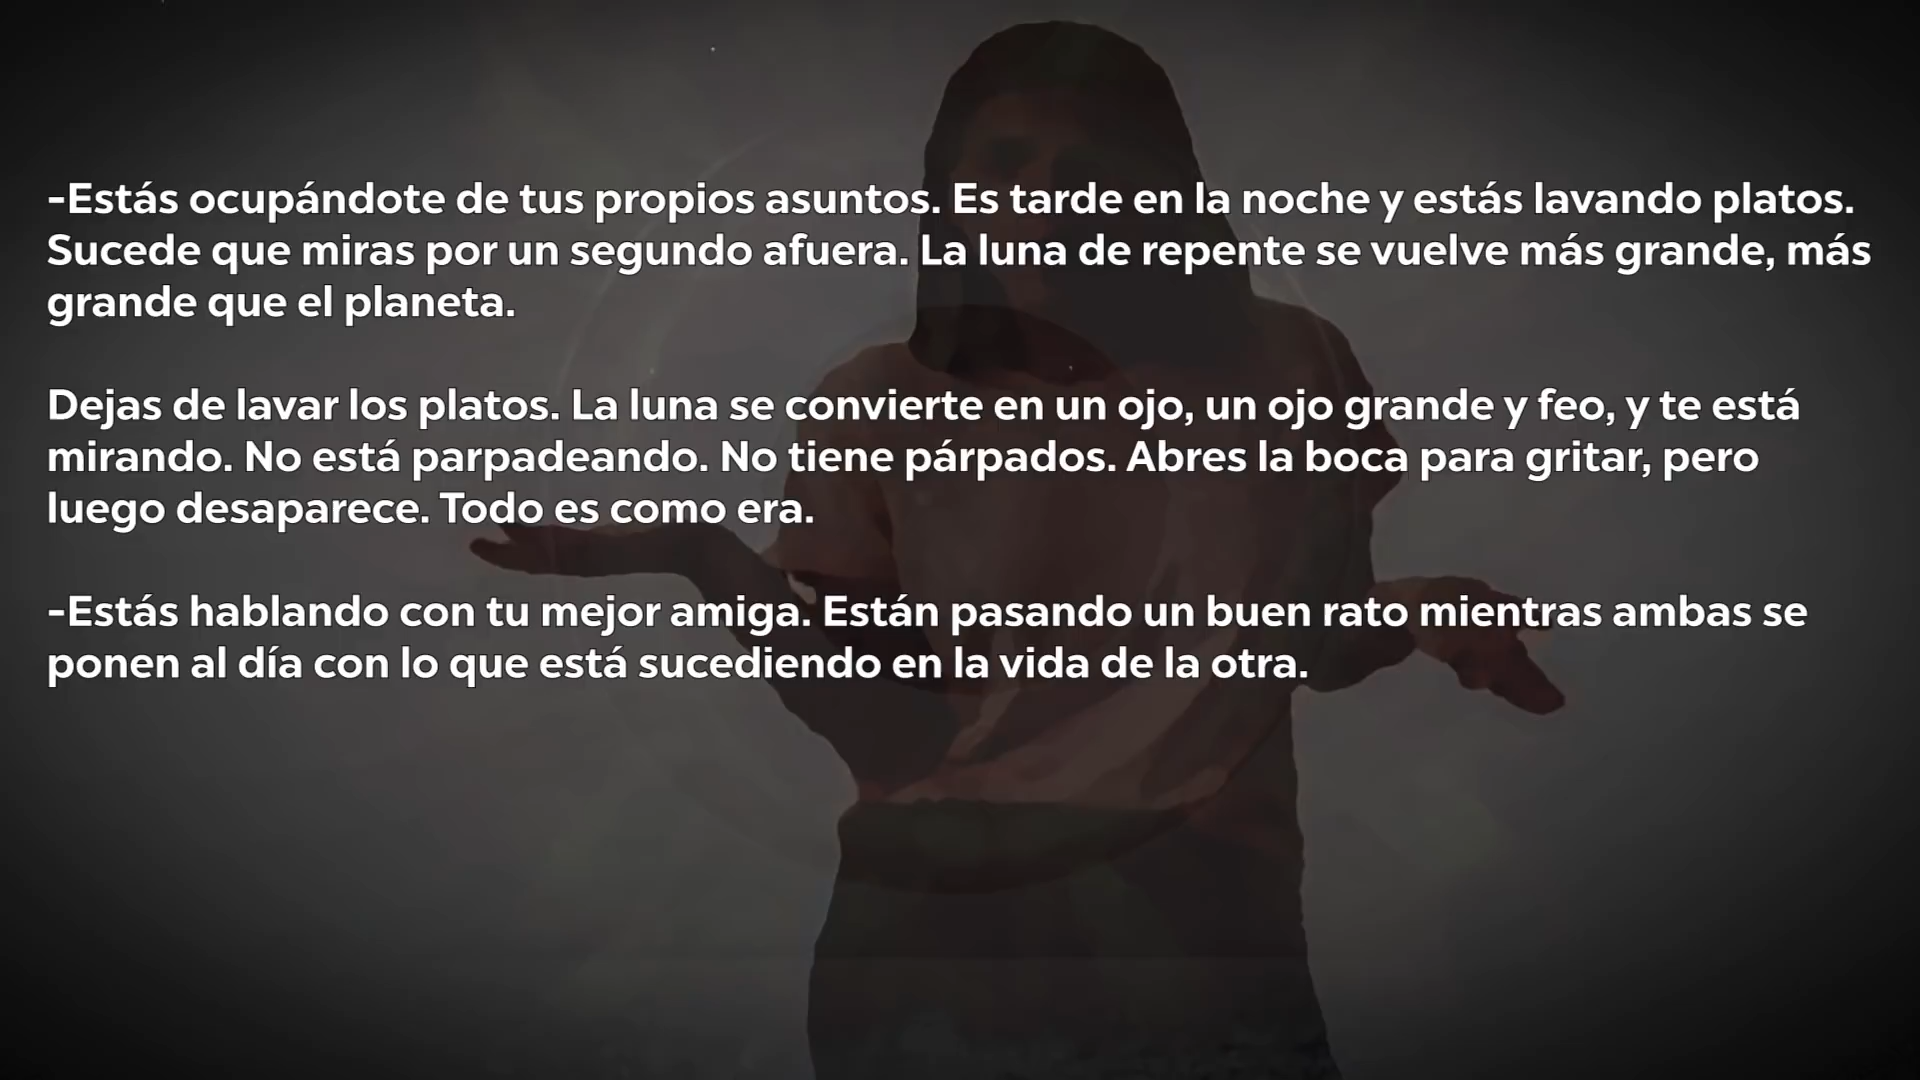 -Estás ocupándote de tus propios asuntos. Es tarde en la noche y estás lavando platos.
Sucede que miras por un segundo afuera. La luna de repente se vuelve más grande, más
grande que el planeta.
Dejas de lavar los platos. La luna se convierte en un ojo, un ojo grande y feo, y te está
mirando. No está parpadeando. No tiene párpados. Abres la boca para gritar, pero
luego desaparece. Todo es como era.
-Estás hablando con tu mejor amiga. Están pasando un buen rato mientras ambas se
ponen al día con lo que está sucediendo en la vida de la otra.